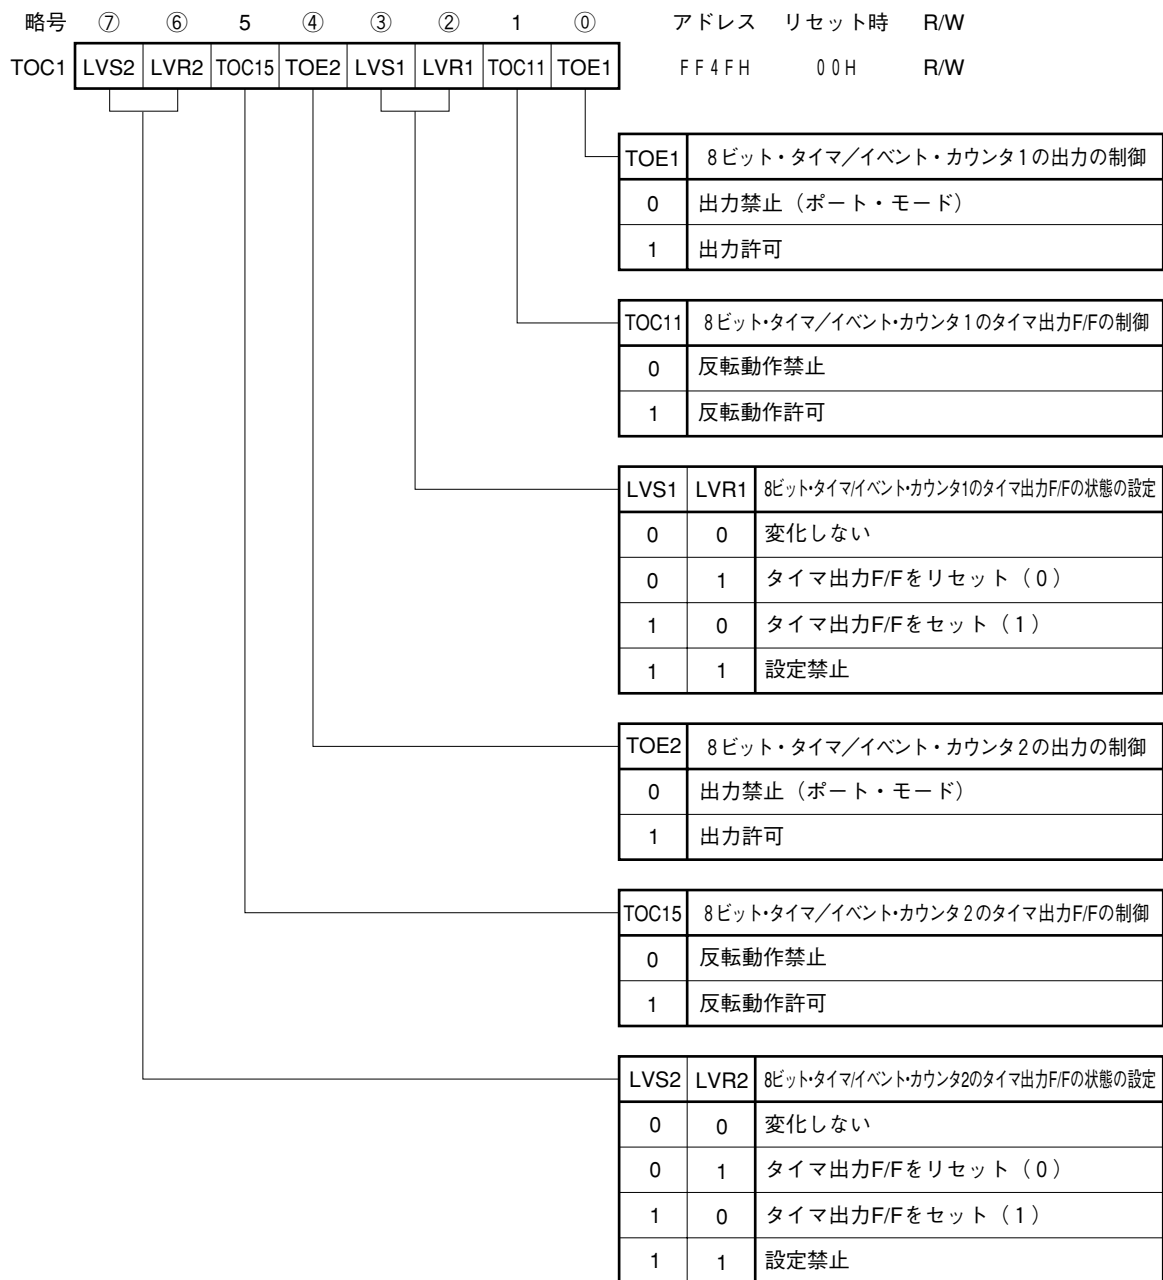 略号 ⑦ ⑥ 5 ④ ③ ② 1 ⓪ アドレス リセット時 R/W
TOC1 LVS2 LVR2 TOC15 TOE2 LVS1 LVR1 TOC11 TOE1 FF4FH 00H R/W
TOE1 8ビット・タイマ/イベント・カウンタ1の出力の制御
0 出力禁止（ポート・モード）
1 出力許可
TOC11 8ビット・タイマ/イベント・カウンタ1のタイマ出力F/Fの制御
0 反転動作禁止
1 反転動作許可
LVS1 LVR1 8ビット・タイマ/イベント・カウンタ1のタイマ出力F/Fの状態の設定
0 0 変化しない
0 1 タイマ出力F/Fをリセット（0）
1 0 タイマ出力F/Fをセット（1）
1 1 設定禁止
TOE2 8ビット・タイマ/イベント・カウンタ2の出力の制御
0 出力禁止（ポート・モード）
1 出力許可
TOC15 8ビット・タイマ/イベント・カウンタ2のタイマ出力F/Fの制御
0 反転動作禁止
1 反転動作許可
LVS2 LVR2 8ビット・タイマ/イベント・カウンタ2のタイマ出力F/Fの状態の設定
0 0 変化しない
0 1 タイマ出力F/Fをリセット（0）
1 0 タイマ出力F/Fをセット（1）
1 1 設定禁止